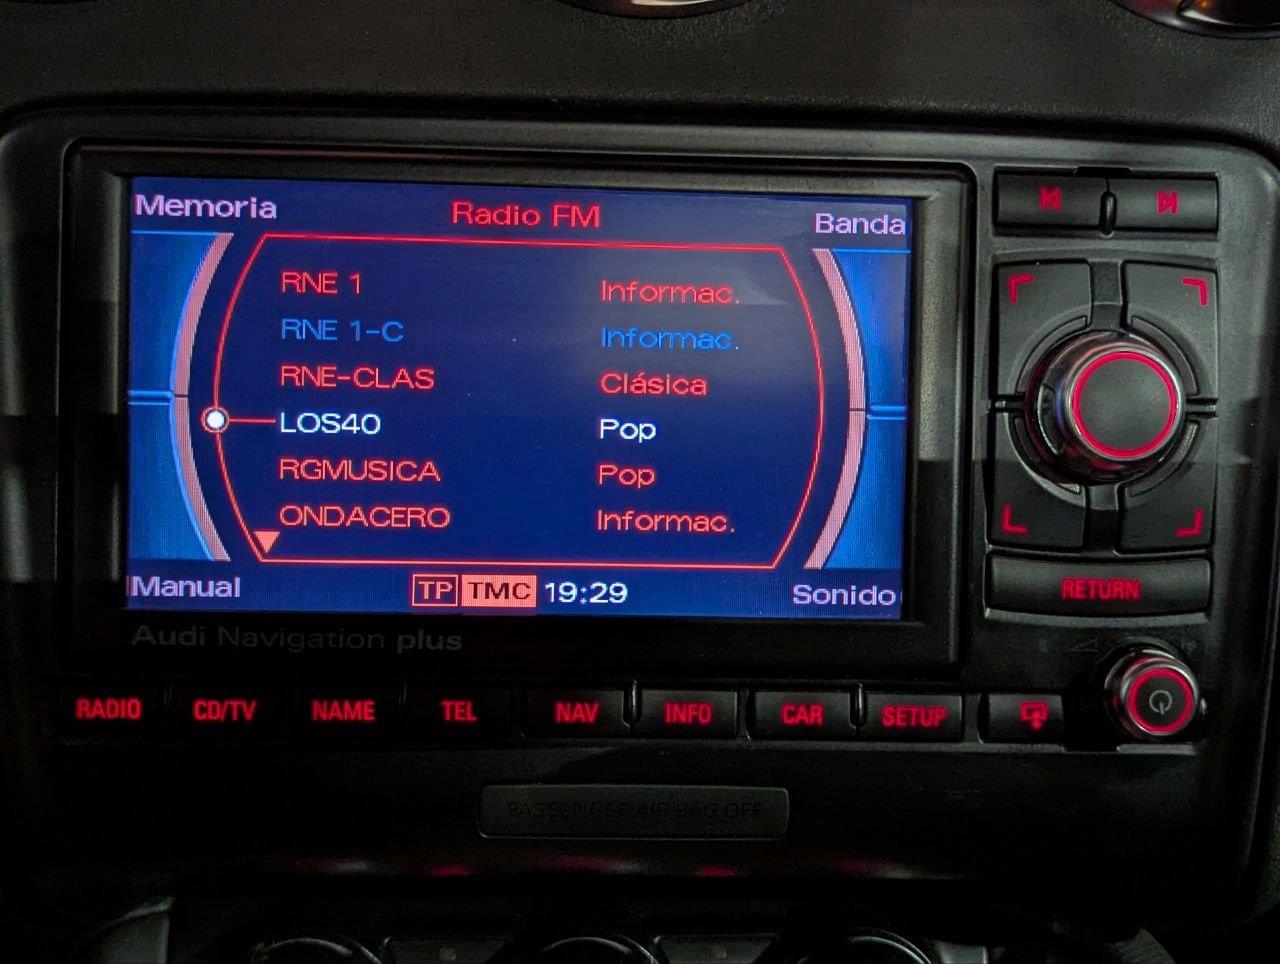 Memoria Radio FM Banda
RNE 1 Informac.
RNE 1-C Informac.
RNE-CLAS Clásica
LOS40 Pop
RGMUSICA Pop
ONDACERO Informac.
Manual TP TMC 19:29 Sonido
Audi Navigation plus
RETURN
RADIO CD/TV NAME TEL NAV INFO CAR SETUP
PASSENGER AIR BAG OFF